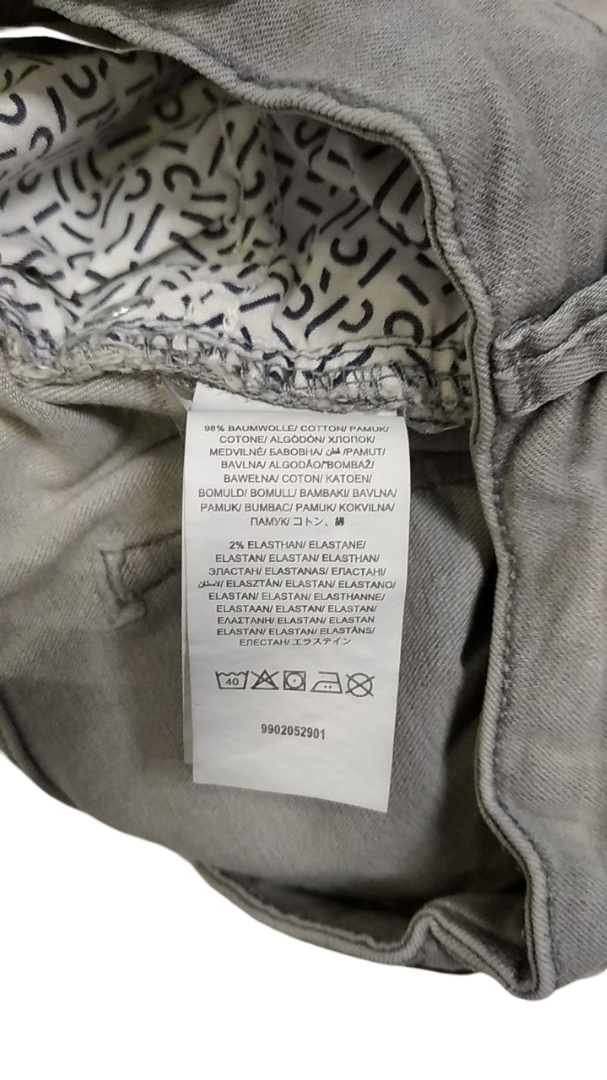 98% BAUMWOLLE/ COTTON/ PAMUK/
COTONE/ ALGODÓN/ ХЛОПОК/
MEDVILNĖ/ БАВОВНА/ قطن /PAMUT/
BAVLNA/ ALGODÃO/ BOMBAŽ/
BAWEŁNA/ COTON/ KATOEN/
BOMULD/ BOMULL/ BAMBAKI/ BAVLNA/
PAMUK/ BUMBAC/ PAMUK/ KOKVILNA/
ПАМУК/ コトン、綿
2% ELASTHAN/ ELASTANE/
ELASTAN/ ELASTAN/ ELASTHAN/
ЭЛАСТАН/ ELASTANAS/ ЕЛАСТАН/
لاستان/ ELASZTÁN/ ELASTAN/ ELASTANO/
ELASTAN/ ELASTAN/ ELASTHANNE/
ELASTAAN/ ELASTAN/ ELASTAN/
ΕΛΑΣΤΑΝΗ/ ELASTAN/ ELASTAN
ELASTAN/ ELASTAN/ ELASTĀNS/
ЕЛЕСТАН/ エラステイン
40
9902052901